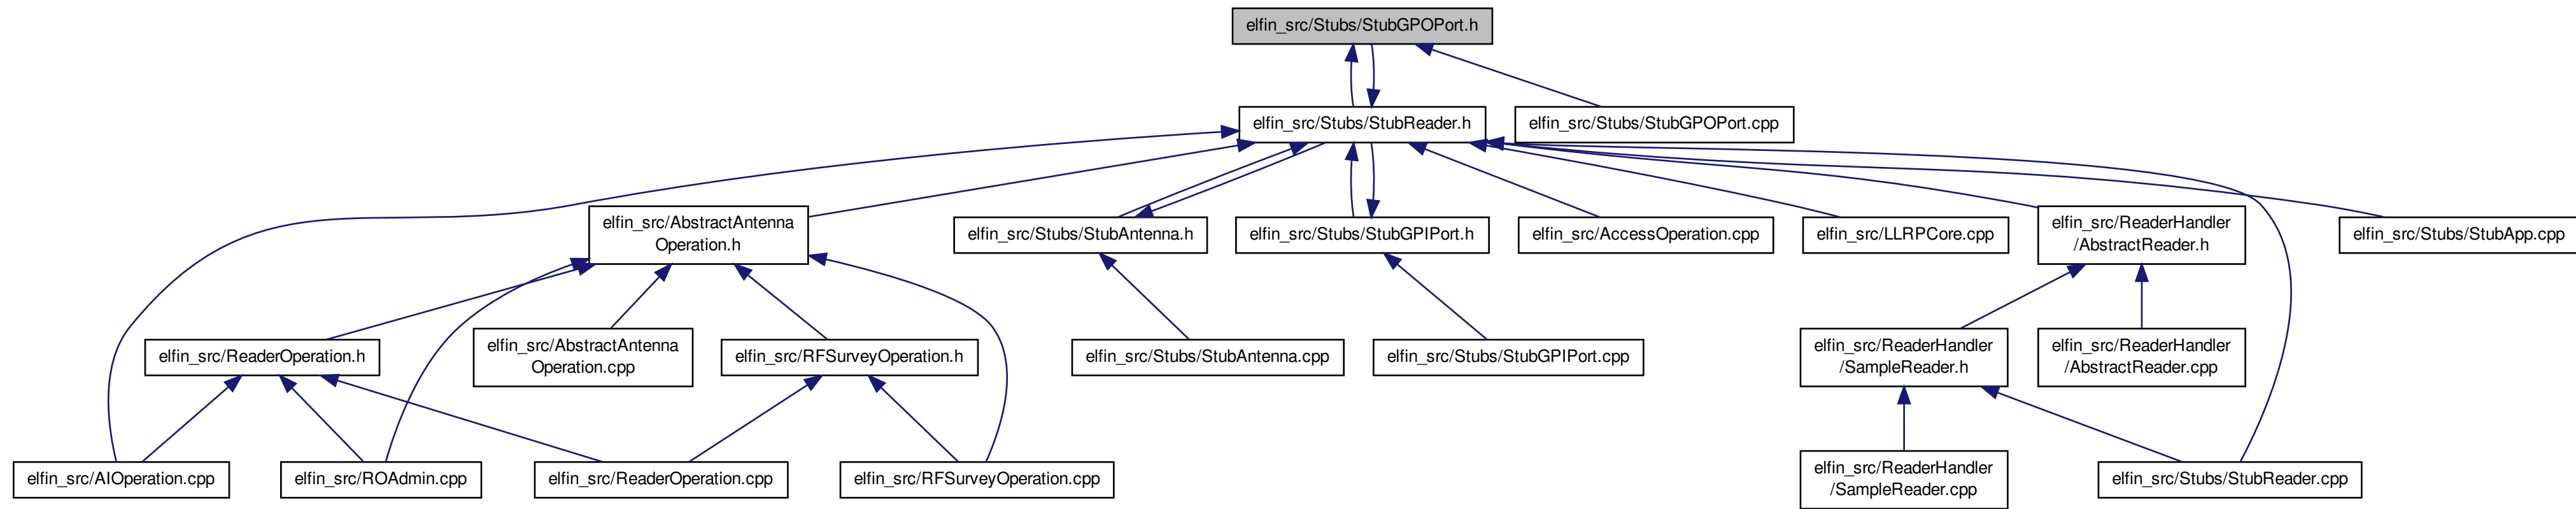 elfin_src/Stubs/StubGPOPort.h
elfin_src/Stubs/StubReader.h
elfin_src/Stubs/StubGPOPort.cpp
elfin_src/AbstractAntenna
Operation.h
elfin_src/Stubs/StubAntenna.h
elfin_src/Stubs/StubGPIPort.h
elfin_src/AccessOperation.cpp
elfin_src/LLRPCore.cpp
elfin_src/ReaderHandler
/AbstractReader.h
elfin_src/Stubs/StubApp.cpp
elfin_src/ReaderOperation.h
elfin_src/AbstractAntenna
Operation.cpp
elfin_src/RFSurveyOperation.h
elfin_src/Stubs/StubAntenna.cpp
elfin_src/Stubs/StubGPIPort.cpp
elfin_src/ReaderHandler
/SampleReader.h
elfin_src/ReaderHandler
/AbstractReader.cpp
elfin_src/AIOperation.cpp
elfin_src/ROAdmin.cpp
elfin_src/ReaderOperation.cpp
elfin_src/RFSurveyOperation.cpp
elfin_src/ReaderHandler
/SampleReader.cpp
elfin_src/Stubs/StubReader.cpp